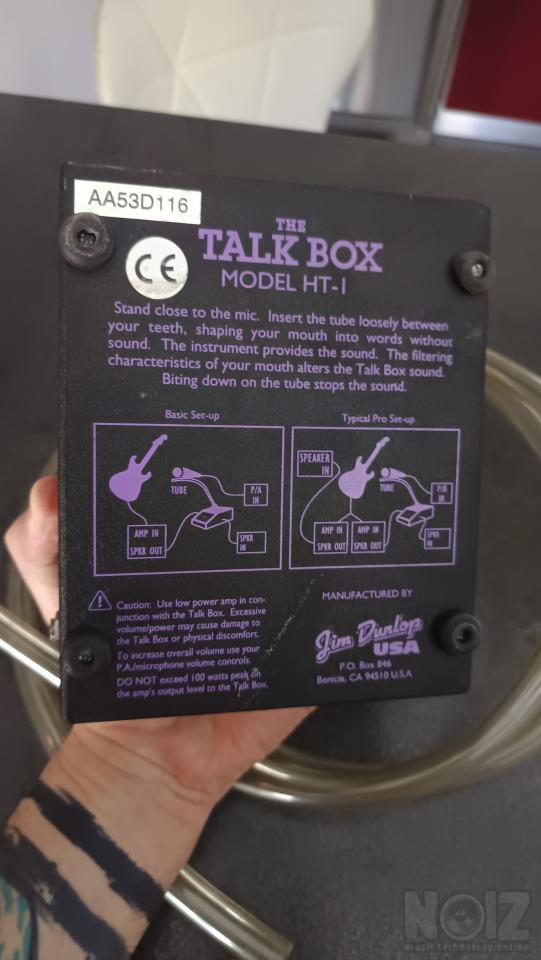 AA53D116
CE
THE
TALK BOX
MODEL HT-1
Stand close to the mic. Insert the tube loosely between
your teeth, shaping your mouth into words without
sound. The instrument provides the sound. The filtering
characteristics of your mouth alters the Talk Box sound.
Biting down on the tube stops the sound.
Basic Set-up
TUBE
P/A
IN
AMP IN
SPKR OUT
SPKR
IN
Typical Pro Set-up
SPEAKER
IN
TUBE
P/A
IN
AMP IN
SPKR OUT
AMP IN
SPKR OUT
SPKR
IN
Caution: Use low power amp in con-
junction with the Talk Box. Excessive
volume/power may cause damage to
the Talk Box or physical discomfort.
To increase overall volume use your
P.A./microphone volume controls.
DO NOT exceed 100 watts peak on
the amp's output level to the Talk Box.
MANUFACTURED BY
Jim Dunlop
USA
P.O. Box 846
Benicia, CA 94510 U.S.A
NOIZ
music technology online